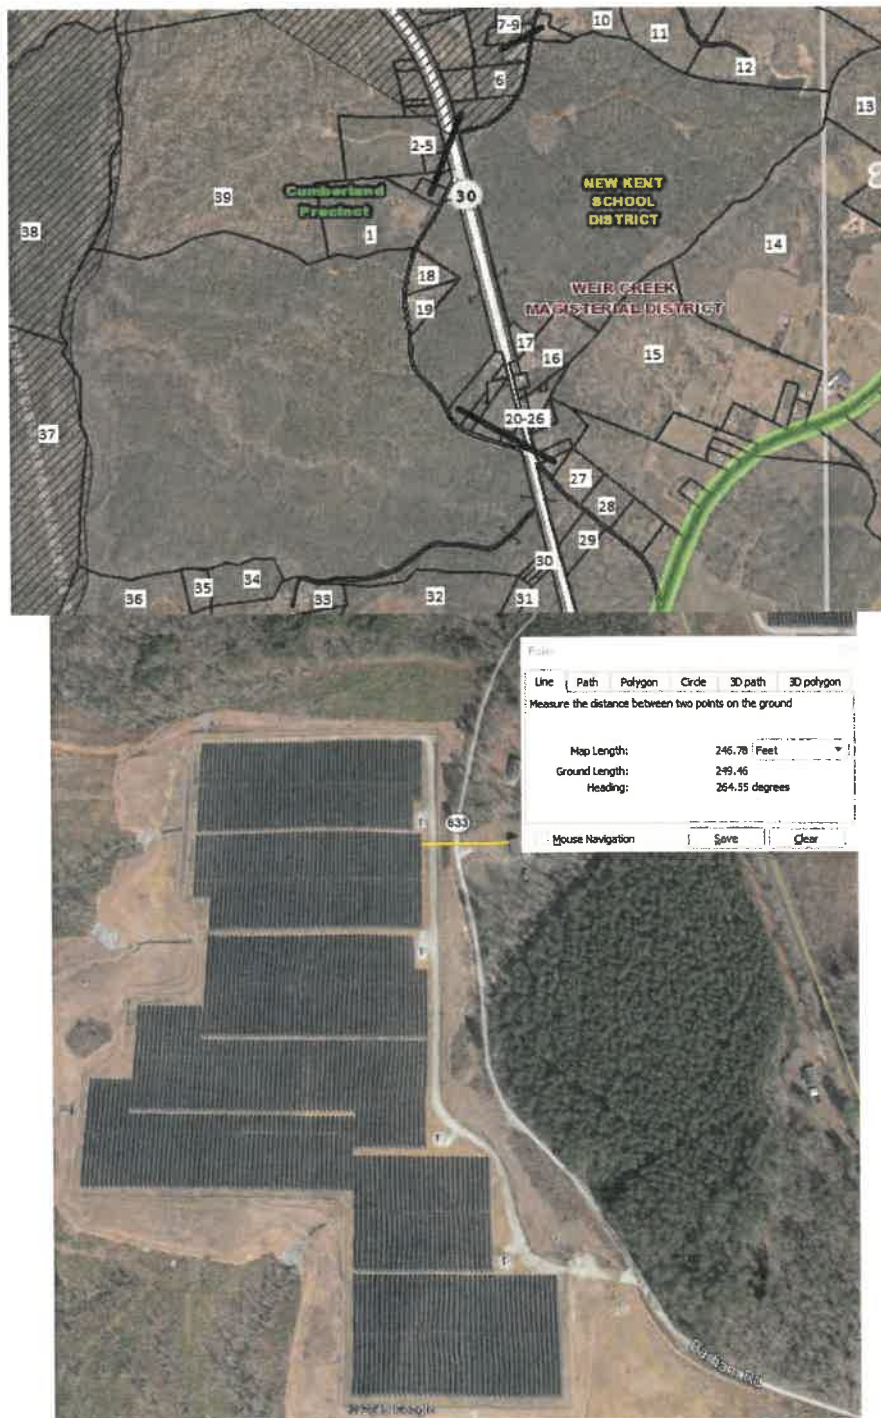 7-9
10
11
12
6
13
2-5
Cumberland
Precinct
30
NEW KENT
SCHOOL
DISTRICT
39
38
1
14
18
WEIR CREEK
MAGISTERIAL DISTRICT
19
17
16
15
37
20-26
27
28
29
30
36
35
34
33
32
31
Ruler
Line Path Polygon Circle 3D path 3D polygon
Measure the distance between two points on the ground
Map Length: 246.78 Feet
Ground Length: 249.46
Heading: 264.55 degrees
Mouse Navigation Save Clear
633